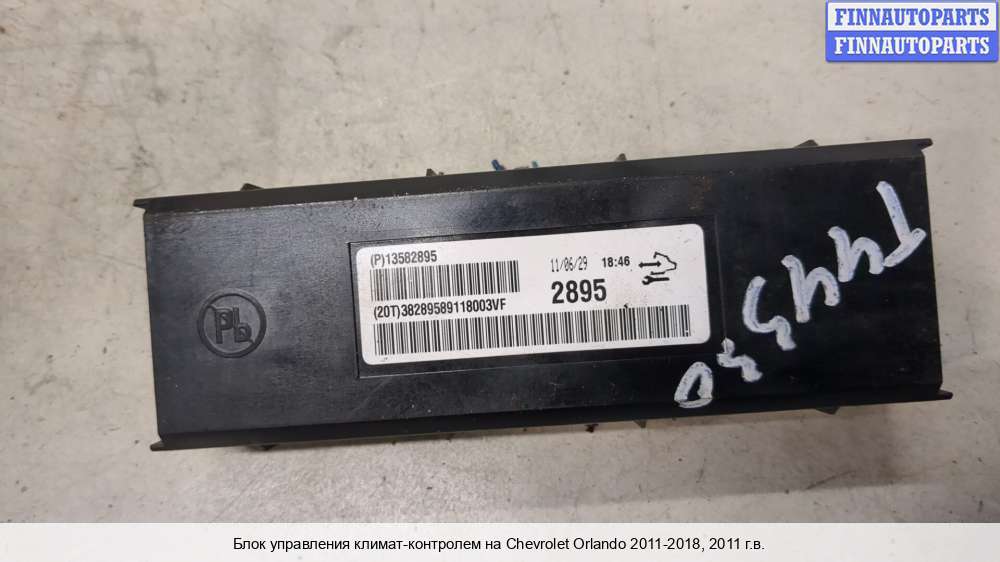 FINNAUTOPARTS
FINNAUTOPARTS
(P)13582895
11/06/29 18:46
2895
(20T)38289589118003VF
Pb
Блок управления климат-контролем на Chevrolet Orlando 2011-2018, 2011 г.в.